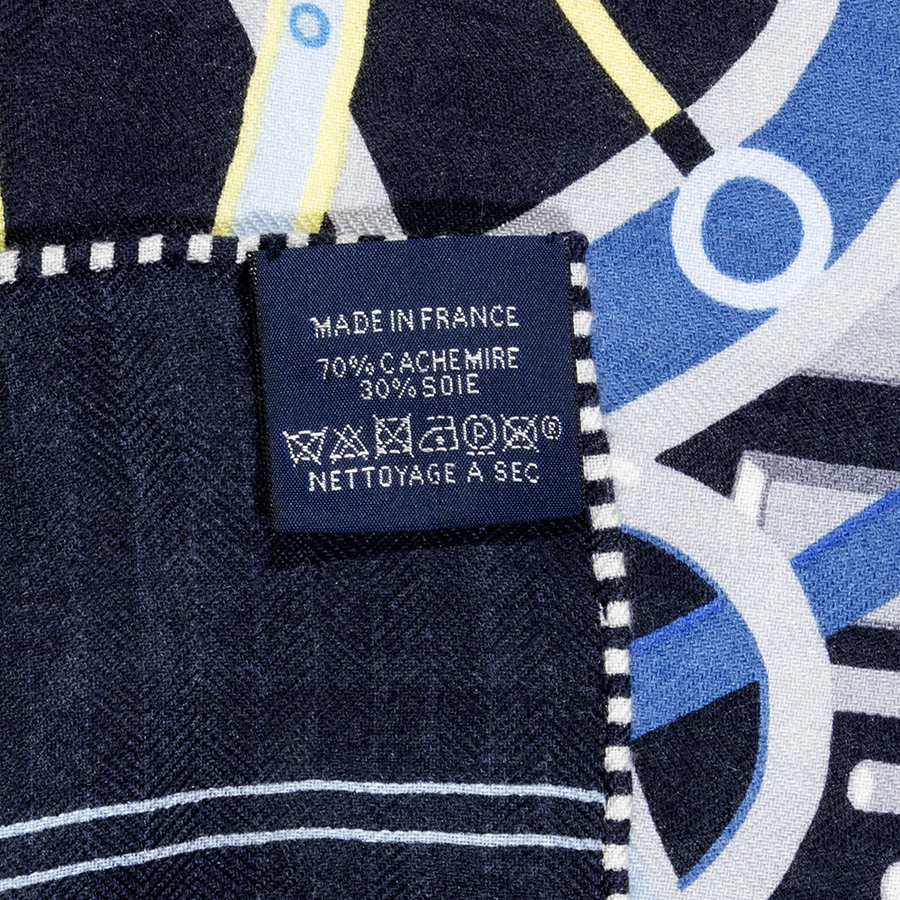 MADE IN FRANCE
70% CACHEMIRE
30% SOIE
P ®
NETTOYAGE A SEC